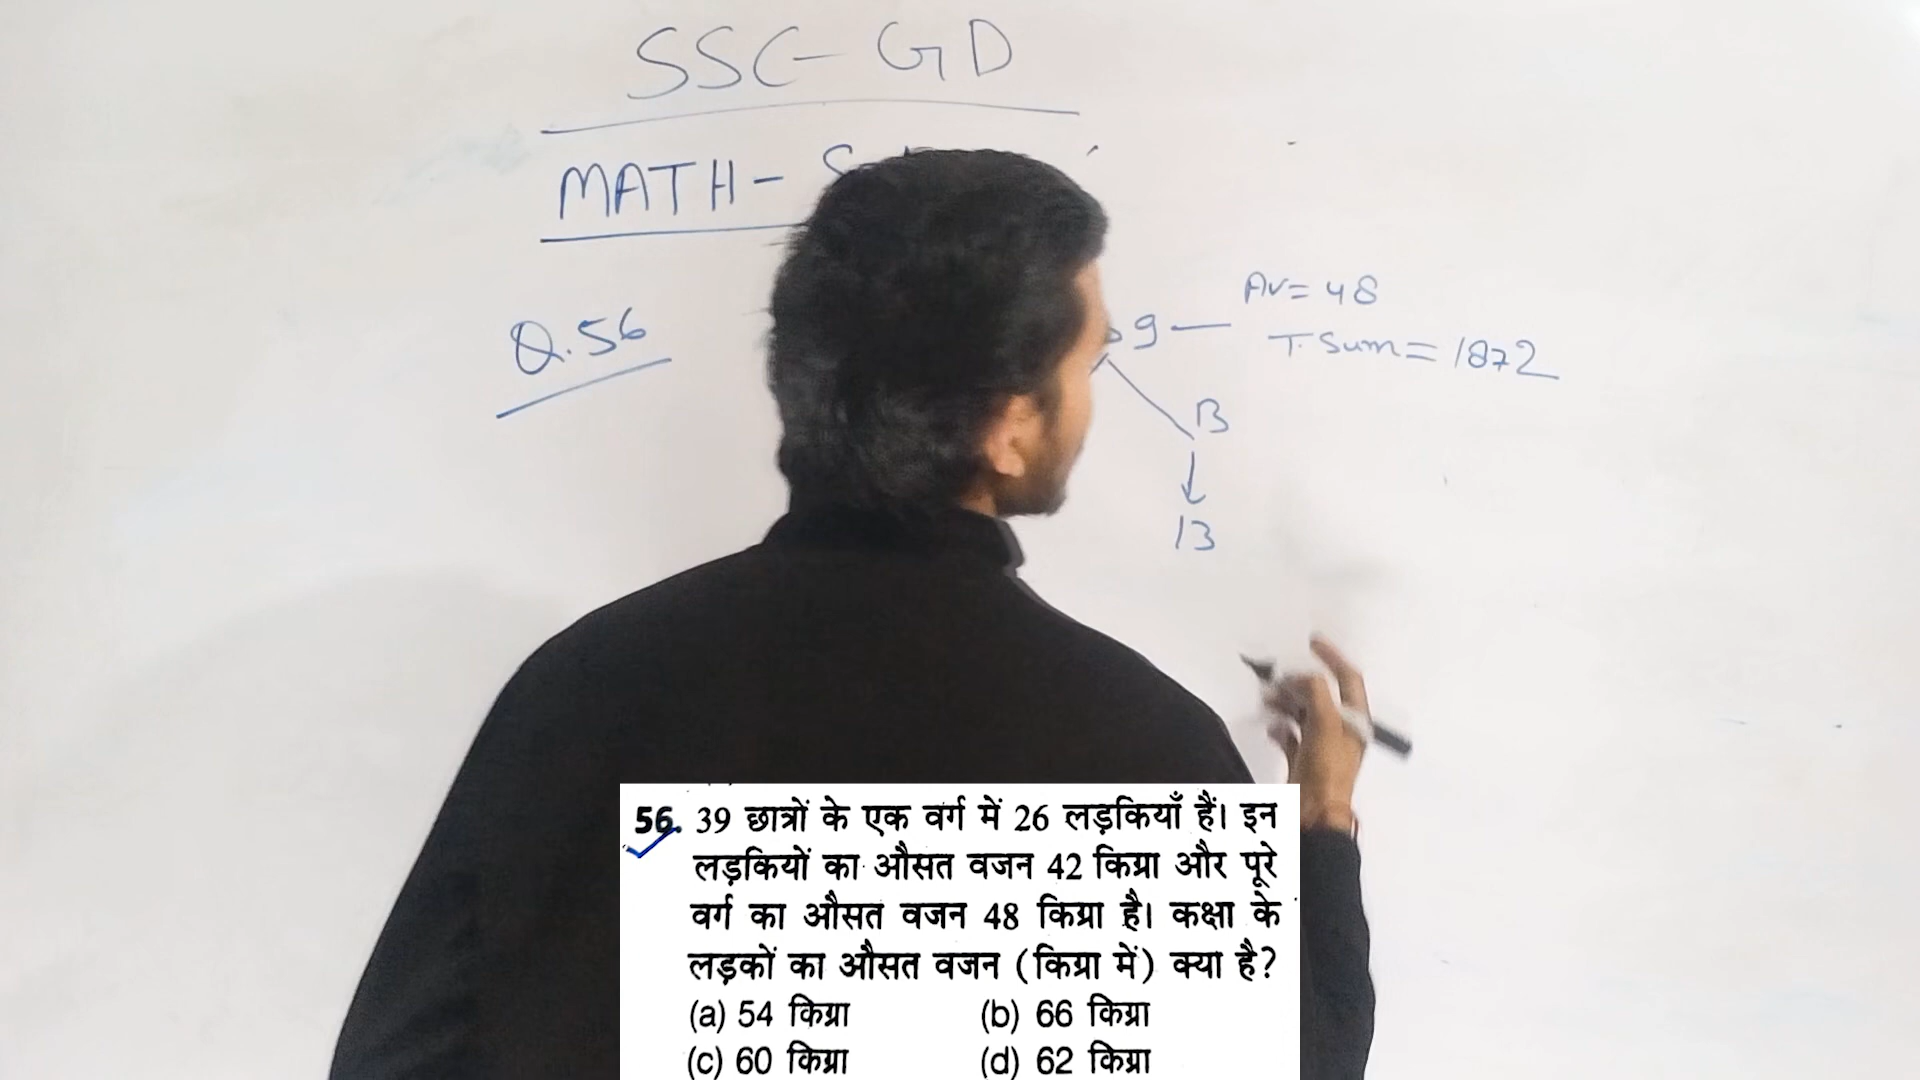 SSC-GD
MATH-
Q.56
9 —
Av=48
T.Sum=1872
B
↓
13
56. 39 छात्रों के एक वर्ग में 26 लड़कियाँ हैं। इन
लड़कियों का औसत वजन 42 किग्रा और पूरे
वर्ग का औसत वजन 48 किग्रा है। कक्षा के
लड़कों का औसत वजन (किग्रा में) क्या है?
(a) 54 किग्रा (b) 66 किग्रा
(c) 60 किग्रा (d) 62 किग्रा